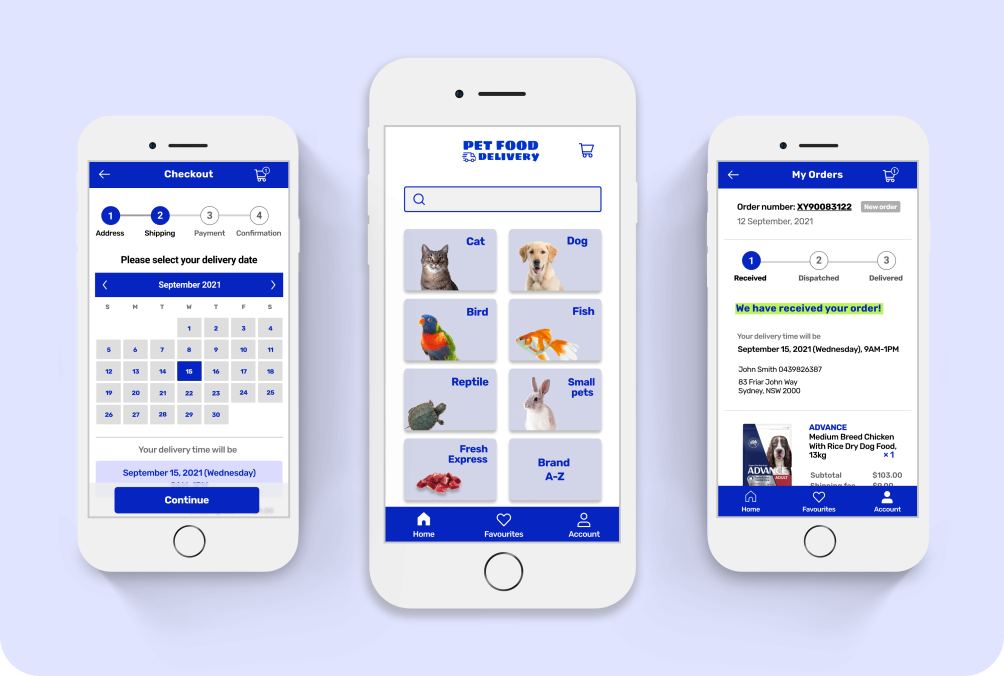 Checkout
1
1 2 3 4
Address Shipping Payment Confirmation
Please select your delivery date
September 2021
S M T W T F S
1 2 3 4
5 6 7 8 9 10 11
12 13 14 15 16 17 18
19 20 21 22 23 24 25
26 27 28 29 30
Your delivery time will be
September 15, 2021 (Wednesday)
Continue
PET FOOD
DELIVERY
Cat
Dog
Bird
Fish
Reptile
Small
pets
Fresh
Express
Brand
A-Z
Home Favourites Account
My Orders
1
Order number: XY90083122 New order
12 September, 2021
1 2 3
Received Dispatched Delivered
We have received your order!
Your delivery time will be
September 15, 2021 (Wednesday), 9AM-1PM
John Smith 0439826387
83 Friar John Way
Sydney, NSW 2000
ADVANCE
ADULT
ADVANCE
Medium Breed Chicken
With Rice Dry Dog Food,
13kg × 1
Subtotal $103.00
Shipping fee
Home Favourites Account